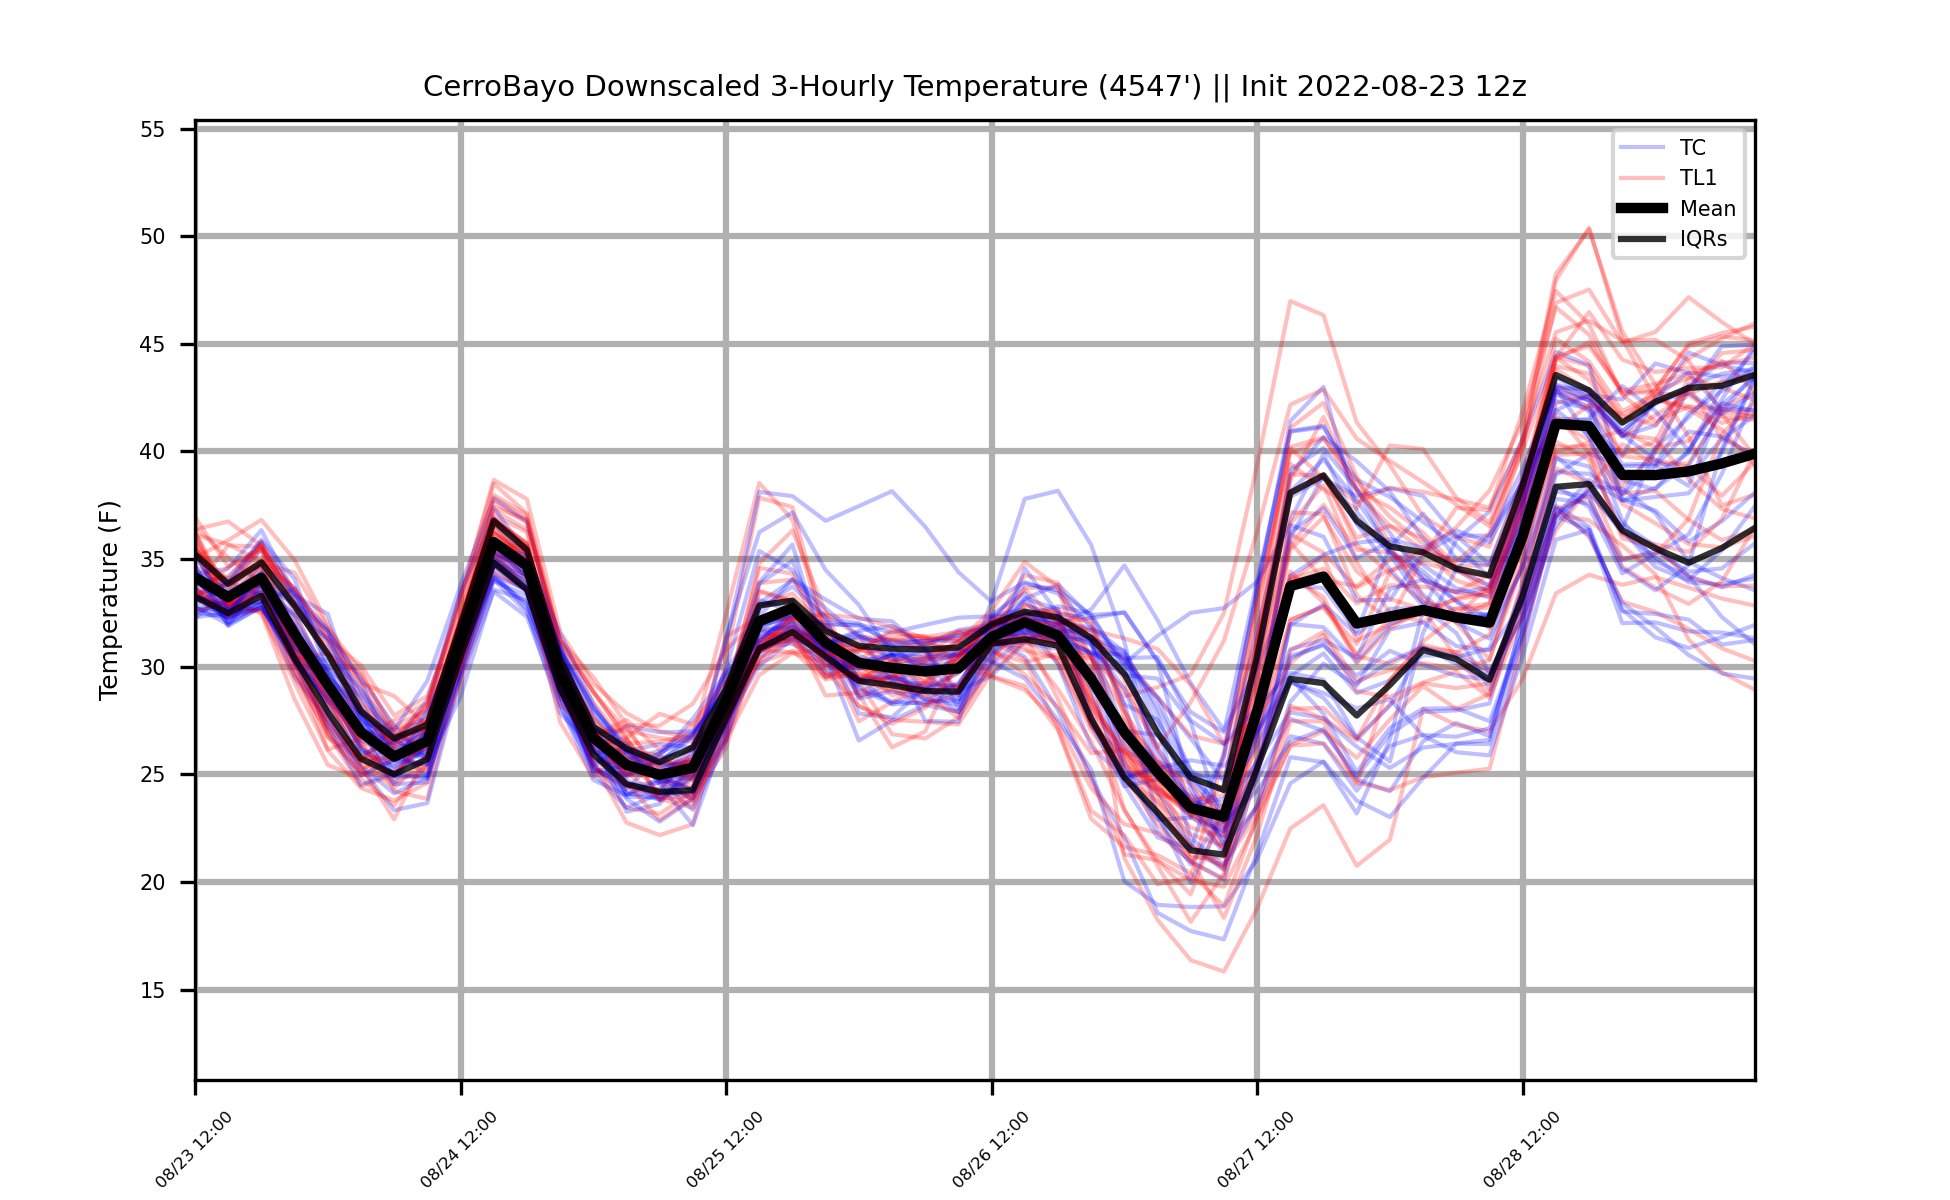 CerroBayo Downscaled 3-Hourly Temperature (4547') || Init 2022-08-23 12z
Temperature (F)
55
50
45
40
35
30
25
20
15
TC
TL1
Mean
IQRs
08/23 12:00
08/24 12:00
08/25 12:00
08/26 12:00
08/27 12:00
08/28 12:00